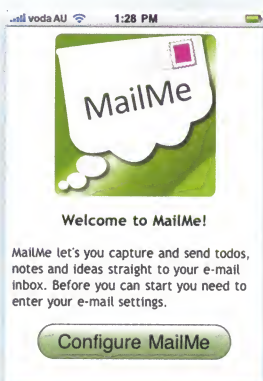 voda AU 1:28 PM
MailMe
Welcome to MailMe!
MailMe let's you capture and send todos,
notes and ideas straight to your e-mail
inbox. Before you can start you need to
enter your e-mail settings.
Configure MailMe